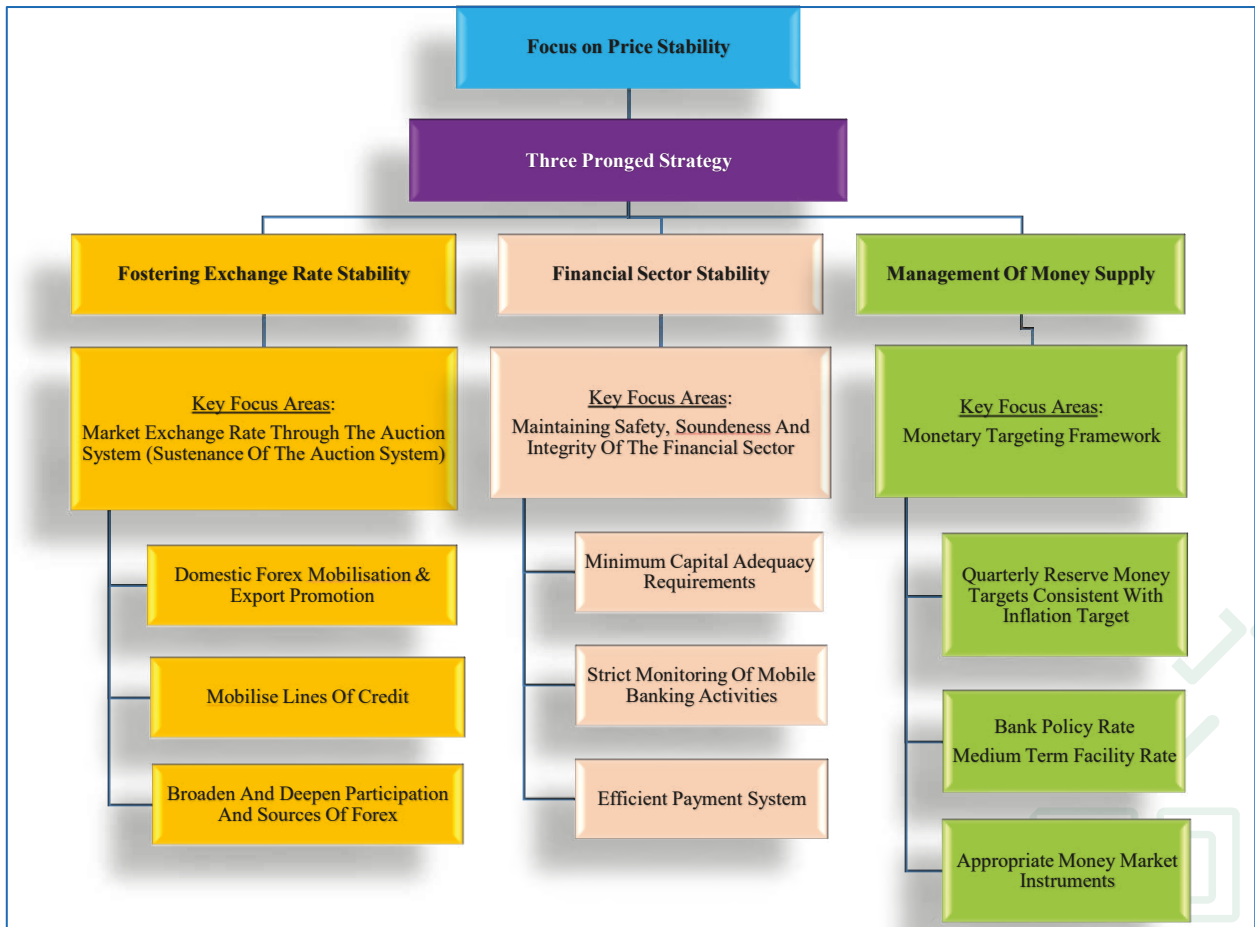 Focus on Price Stability
Three Pronged Strategy
Fostering Exchange Rate Stability
Financial Sector Stability
Management Of Money Supply
Key Focus Areas:
Market Exchange Rate Through The Auction
System (Sustenance Of The Auction System)
Key Focus Areas:
Maintaining Safety, Soundeness And
Integrity Of The Financial Sector
Key Focus Areas:
Monetary Targeting Framework
Domestic Forex Mobilisation &
Export Promotion
Mobilise Lines Of Credit
Broaden And Deepen Participation
And Sources Of Forex
Minimum Capital Adequacy
Requirements
Strict Monitoring Of Mobile
Banking Activities
Efficient Payment System
Quarterly Reserve Money
Targets Consistent With
Inflation Target
Bank Policy Rate
Medium Term Facility Rate
Appropriate Money Market
Instruments